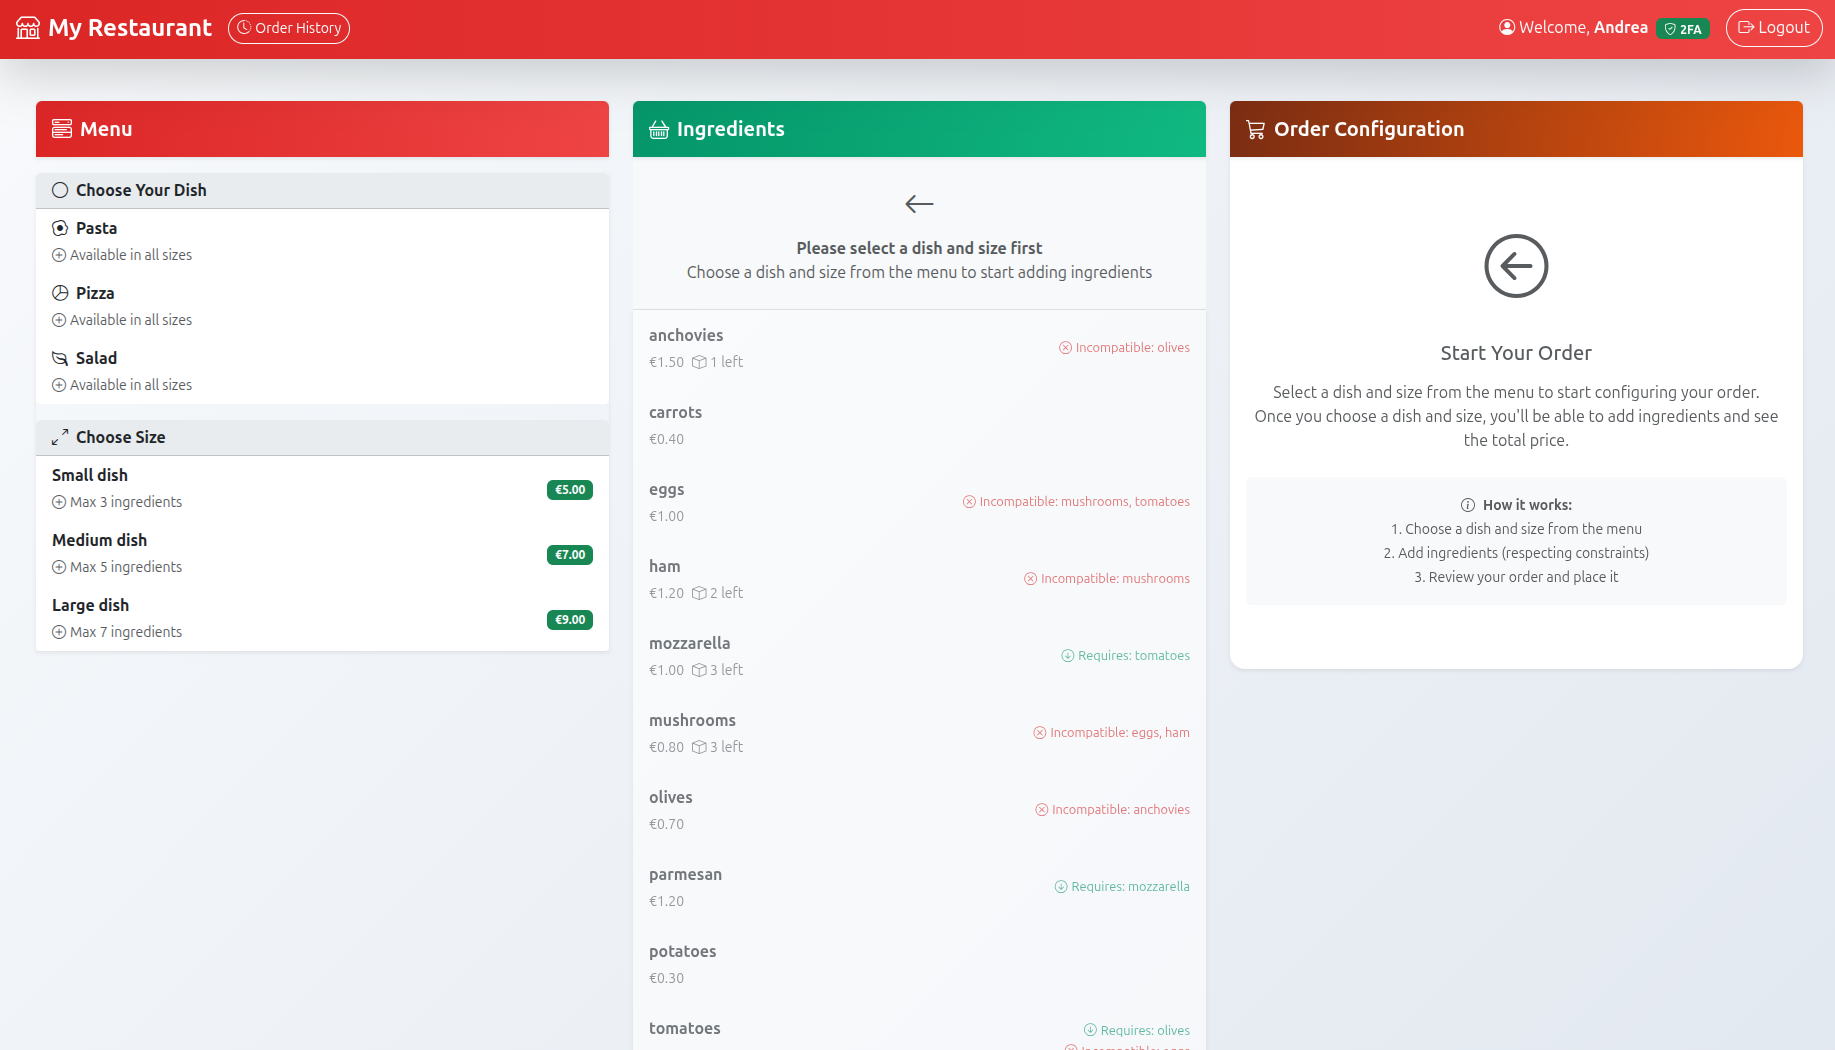 My Restaurant
Order History
Welcome, Andrea
2FA
Logout
Menu
Choose Your Dish
Pasta
Available in all sizes
Pizza
Available in all sizes
Salad
Available in all sizes
Choose Size
Small dish
Max 3 ingredients
€5.00
Medium dish
Max 5 ingredients
€7.00
Large dish
Max 7 ingredients
€9.00
Ingredients
Please select a dish and size first
Choose a dish and size from the menu to start adding ingredients
anchovies
€1.50 1 left
Incompatible: olives
carrots
€0.40
eggs
€1.00
Incompatible: mushrooms, tomatoes
ham
€1.20 2 left
Incompatible: mushrooms
mozzarella
€1.00 3 left
Requires: tomatoes
mushrooms
€0.80 3 left
Incompatible: eggs, ham
olives
€0.70
Incompatible: anchovies
parmesan
€1.20
Requires: mozzarella
potatoes
€0.30
tomatoes
Requires: olives
Order Configuration
Start Your Order
Select a dish and size from the menu to start configuring your order.
Once you choose a dish and size, you'll be able to add ingredients and see
the total price.
How it works:
1. Choose a dish and size from the menu
2. Add ingredients (respecting constraints)
3. Review your order and place it